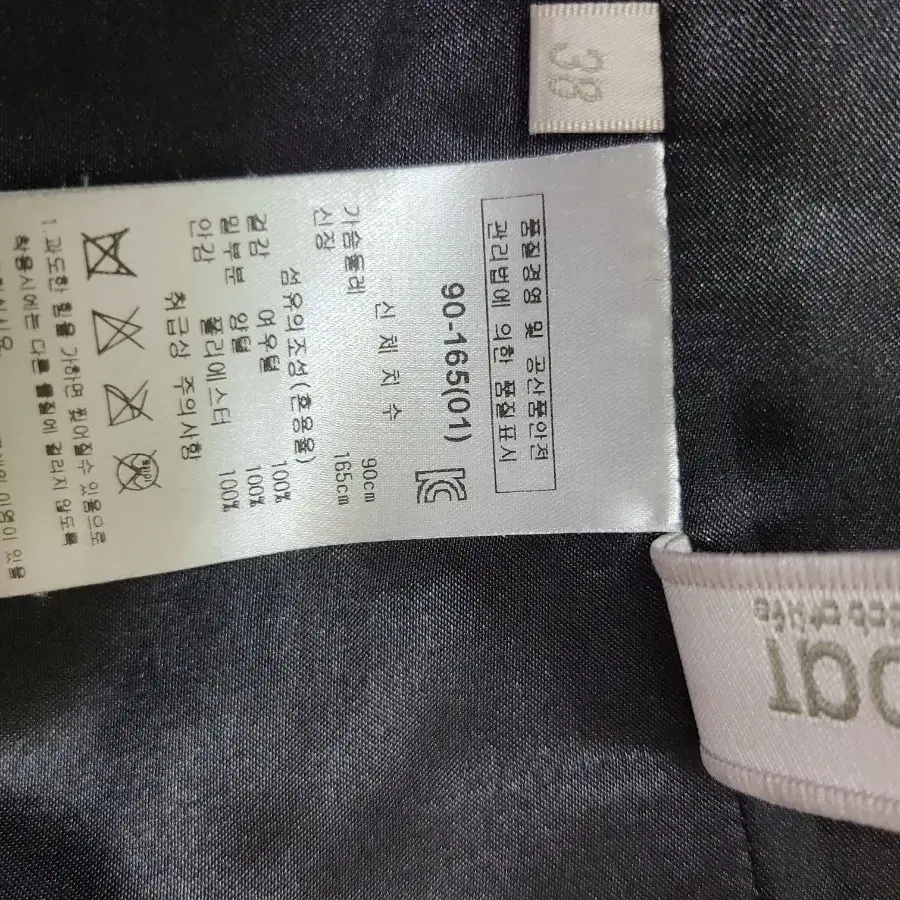 38
품질경영 및 공산품안전
관리법에 의한 품질표시
90-165(01)
신 체 치 수
가슴둘레 90cm
신장 165cm
섬유의 조성(혼용율)
겉감 여우털 100%
일부분 양털 100%
안감 폴리에스터 100%
취급상 주의사항
1. 과도한 힘을 가하면 찢어질수 있음으로
착용시에는 다른 물질에 걸리지 않도록